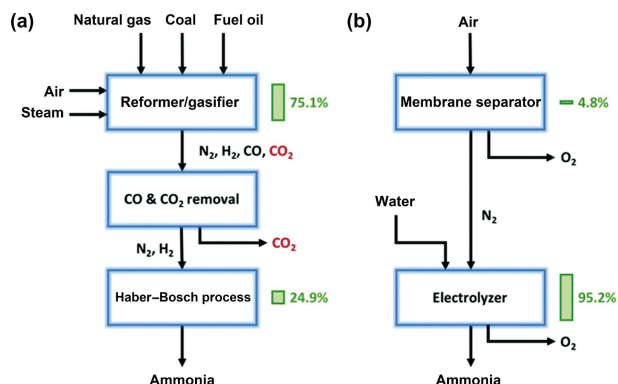 (a)
Natural gas
Coal
Fuel oil
Air
Steam
Reformer/gasifier
75.1%
N₂, H₂, CO, CO₂
CO & CO₂ removal
N₂, H₂
CO₂
Haber–Bosch process
24.9%
Ammonia
(b)
Air
Membrane separator
4.8%
O₂
Water
N₂
Electrolyzer
95.2%
O₂
Ammonia